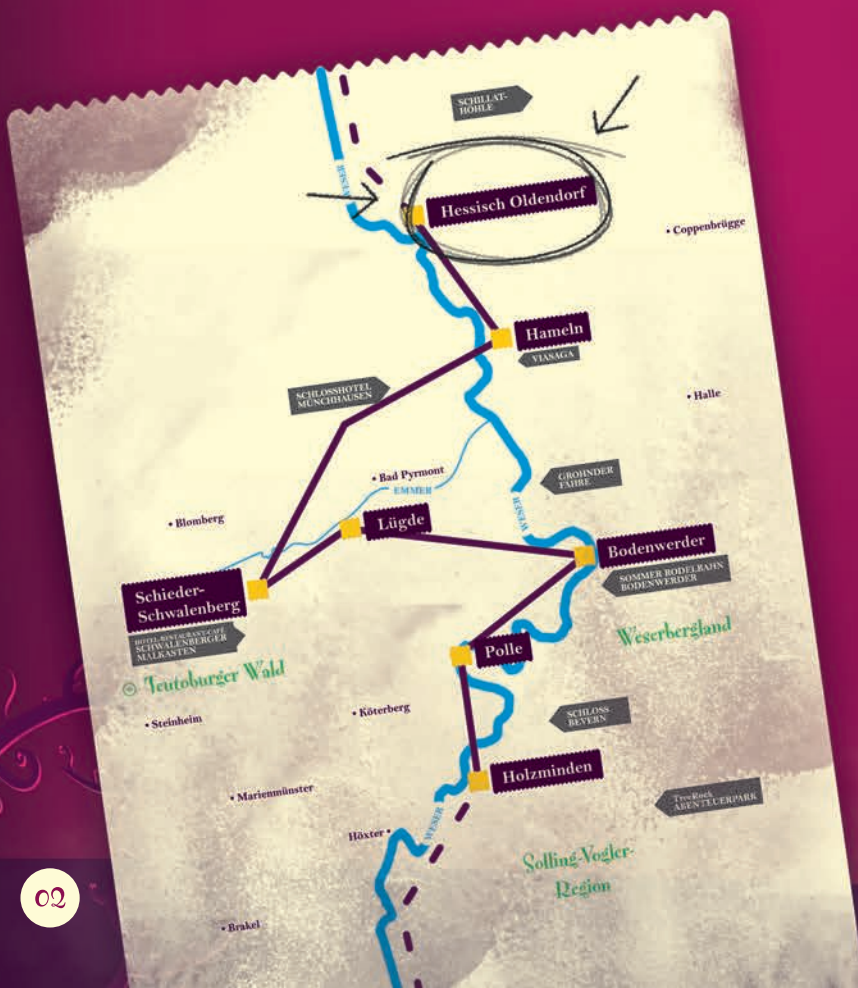 SCHILLAT-
HÖHLE
WESER
Hessisch Oldendorf
• Coppenbrügge
Hameln
VIASAGA
SCHLOSSHOTEL
MÜNCHHAUSEN
• Halle
• Bad Pyrmont
EMMER
GROHNDER
FÄHRE
WESER
• Blomberg
Lügde
Bodenwerder
SOMMER RODELBAHN
BODENWERDER
Schieder-
Schwalenberg
HOTEL-RESTAURANT-CAFÉ
SCHWALENBERGER
MALKASTEN
Weserbergland
Polle
Teutoburger Wald
• Steinheim
• Köterberg
SCHLOSS
BEVERN
Holzminden
• Marienmünster
TreeRock
ABENTEUERPARK
WESER
Höxter •
Solling-Vogler-
Region
02
• Brakel